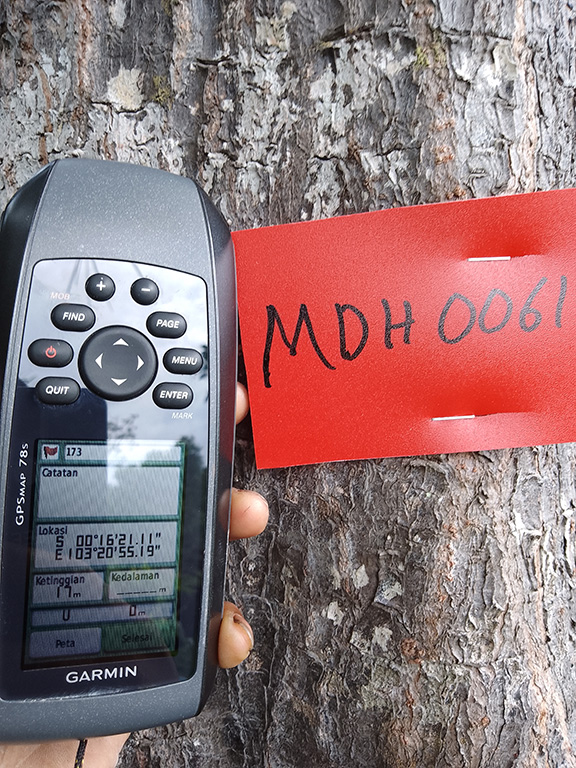 MDH 0061
MOB
+
-
FIND
PAGE
MENU
QUIT
ENTER
MARK
GPSMAP 78s
173
Catatan
Lokasi
S 00°16'21.11"
E 103°20'55.19"
Ketinggian
Kedalaman
17m
______m
U
0m
Peta
Selesai
GARMIN